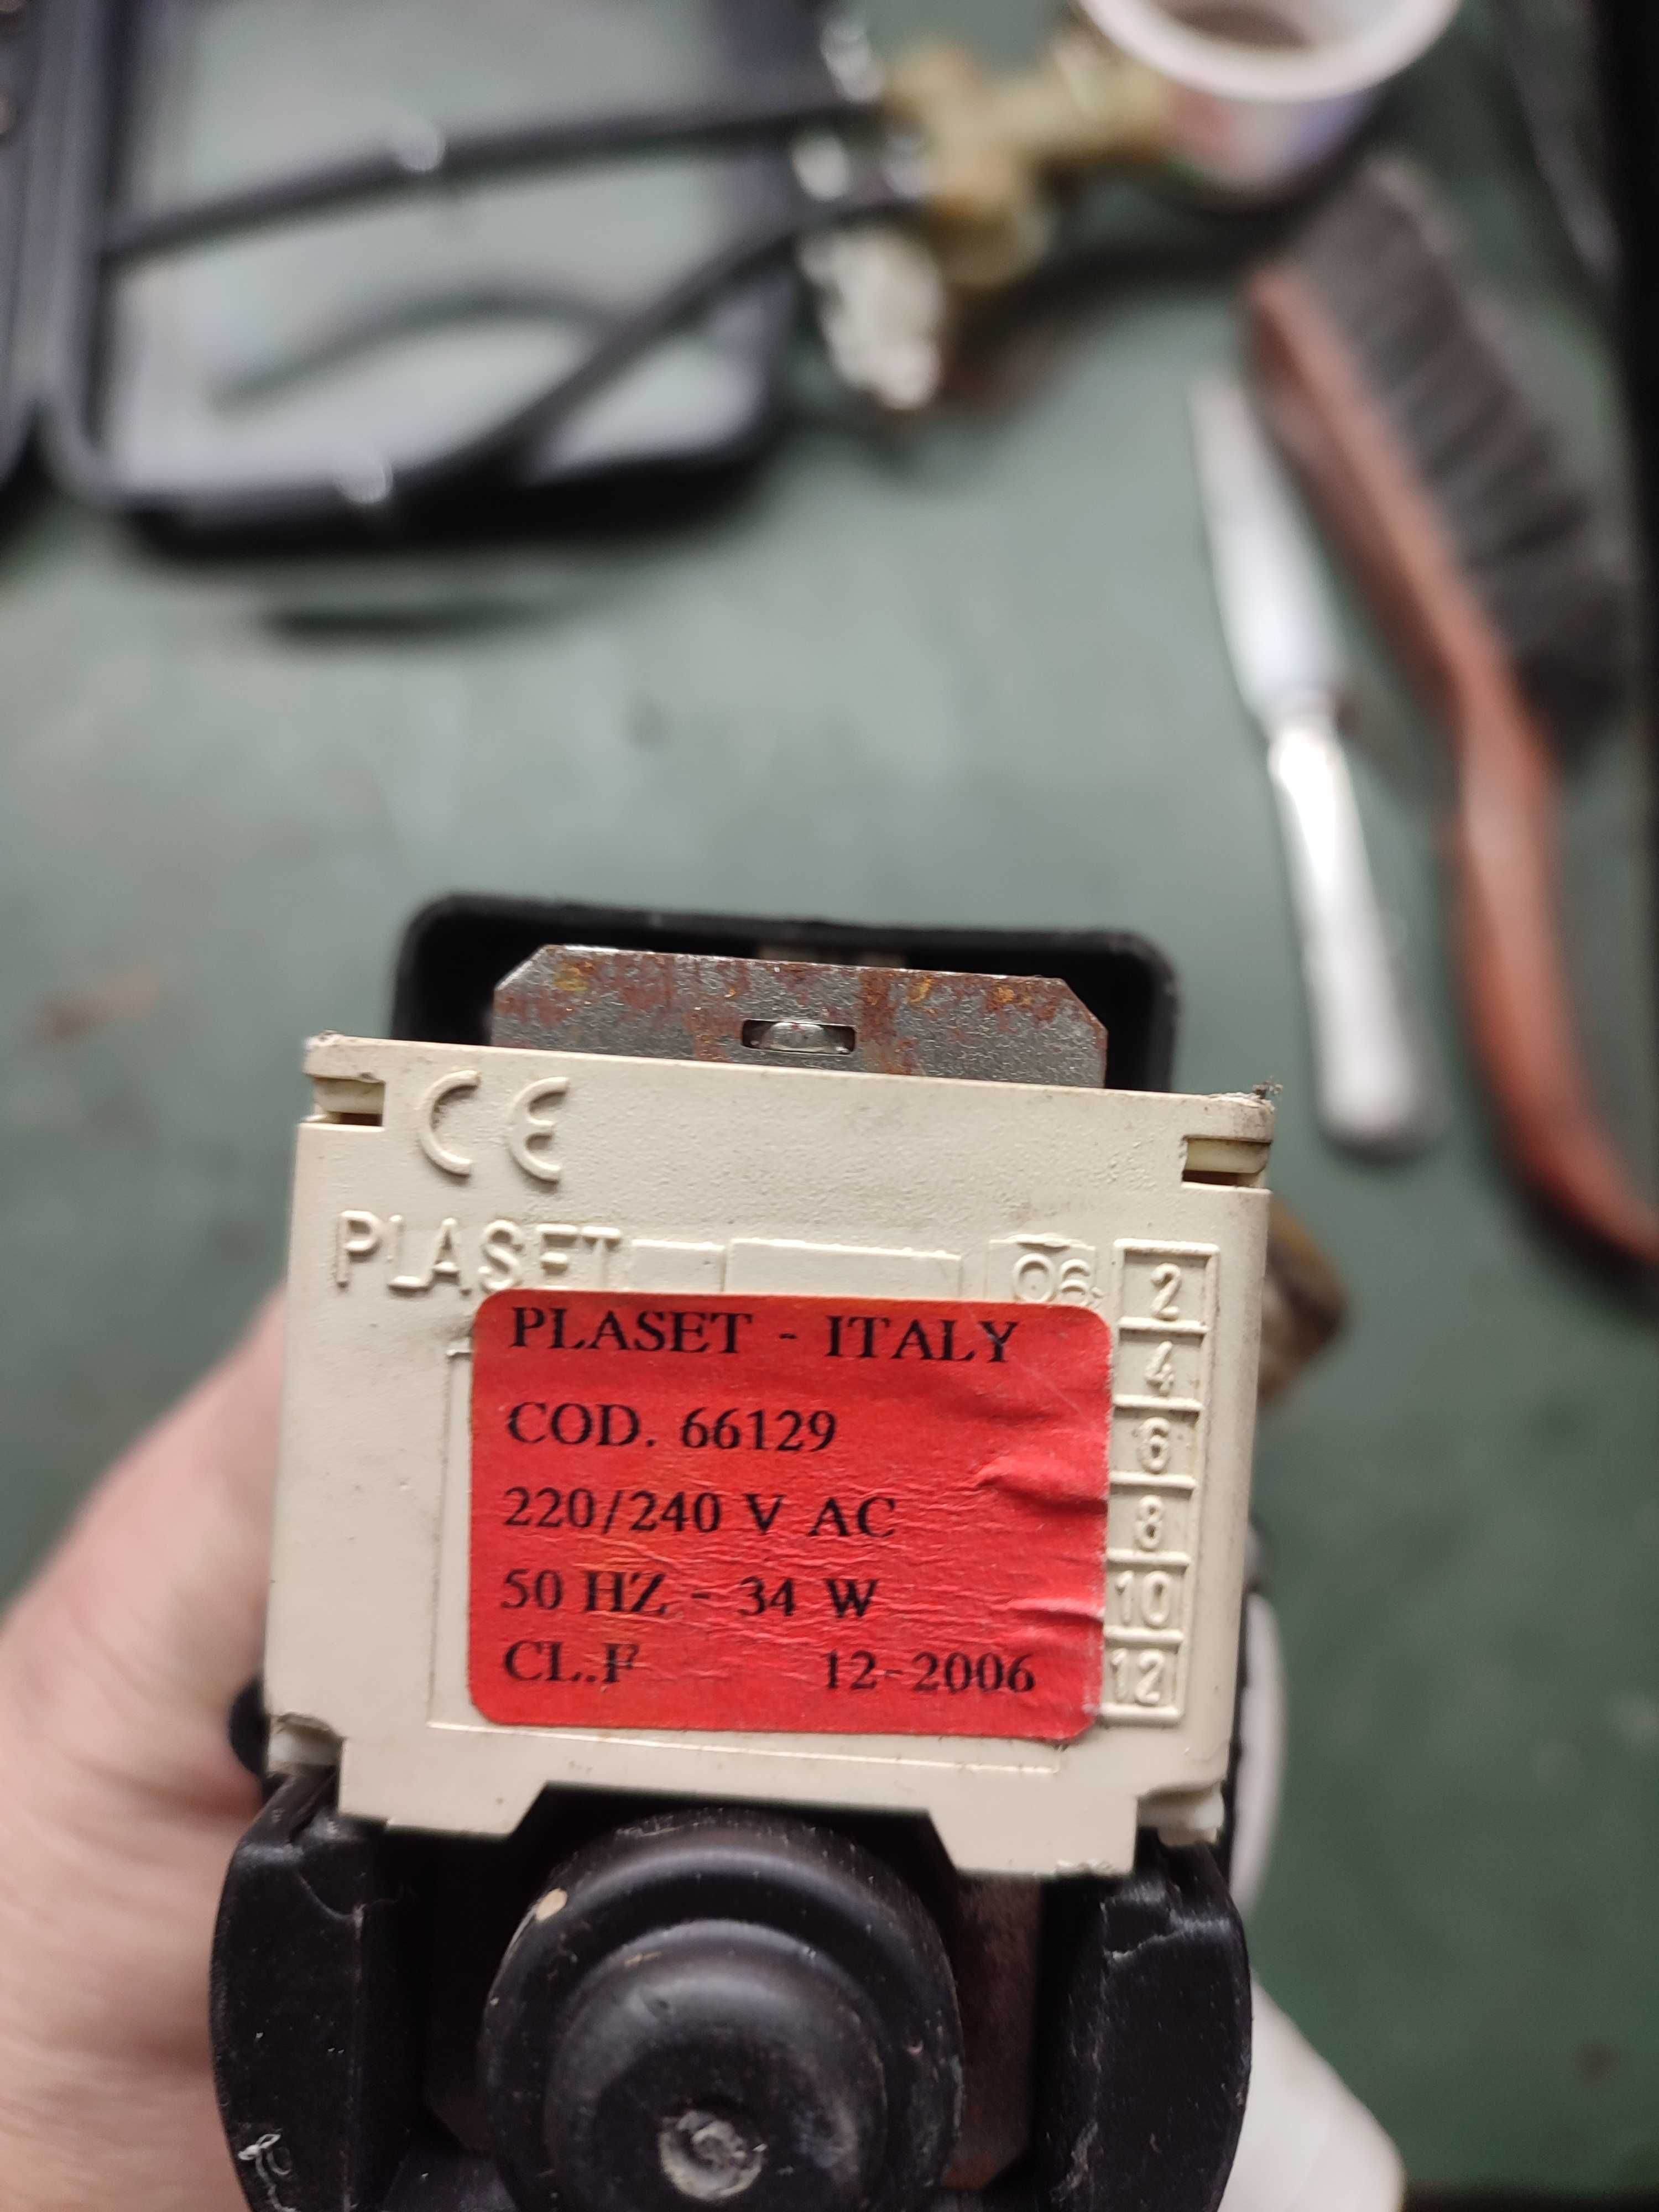 CE
PLASET
06
2
4
6
8
10
12
PLASET - ITALY
COD. 66129
220/240 V AC
50 HZ - 34 W
CL.F 12-2006